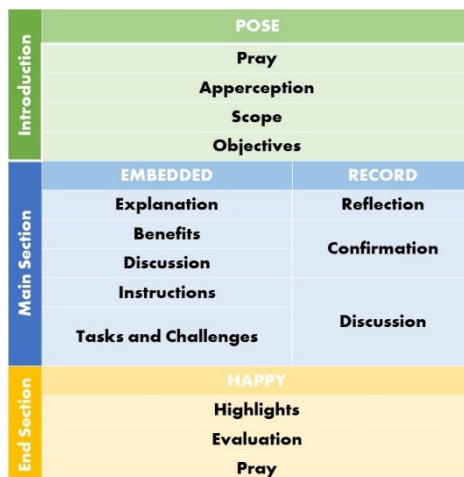 Introduction
POSE
Pray
Apperception
Scope
Objectives
Main Section
EMBEDDED
Explanation
Benefits
Discussion
Instructions
Tasks and Challenges
RECORD
Reflection
Confirmation
Discussion
End Section
HAPPY
Highlights
Evaluation
Pray